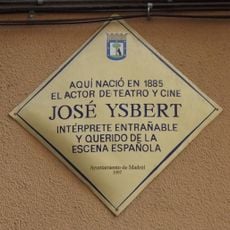 AQUÍ NACIÓ EN 1885
EL ACTOR DE TEATRO Y CINE
JOSÉ YSBERT
INTÉRPRETE ENTRAÑABLE
Y QUERIDO DE LA
ESCENA ESPAÑOLA
Ayuntamiento de Madrid
1997